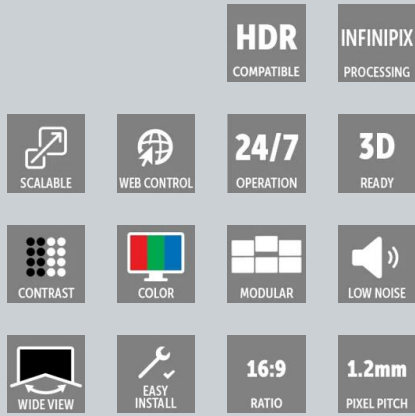 HDR
COMPATIBLE
INFINIPIX
PROCESSING
SCALABLE
WEB CONTROL
24/7
OPERATION
3D
READY
CONTRAST
COLOR
MODULAR
LOW NOISE
WIDE VIEW
EASY
INSTALL
16:9
RATIO
1.2mm
PIXEL PITCH